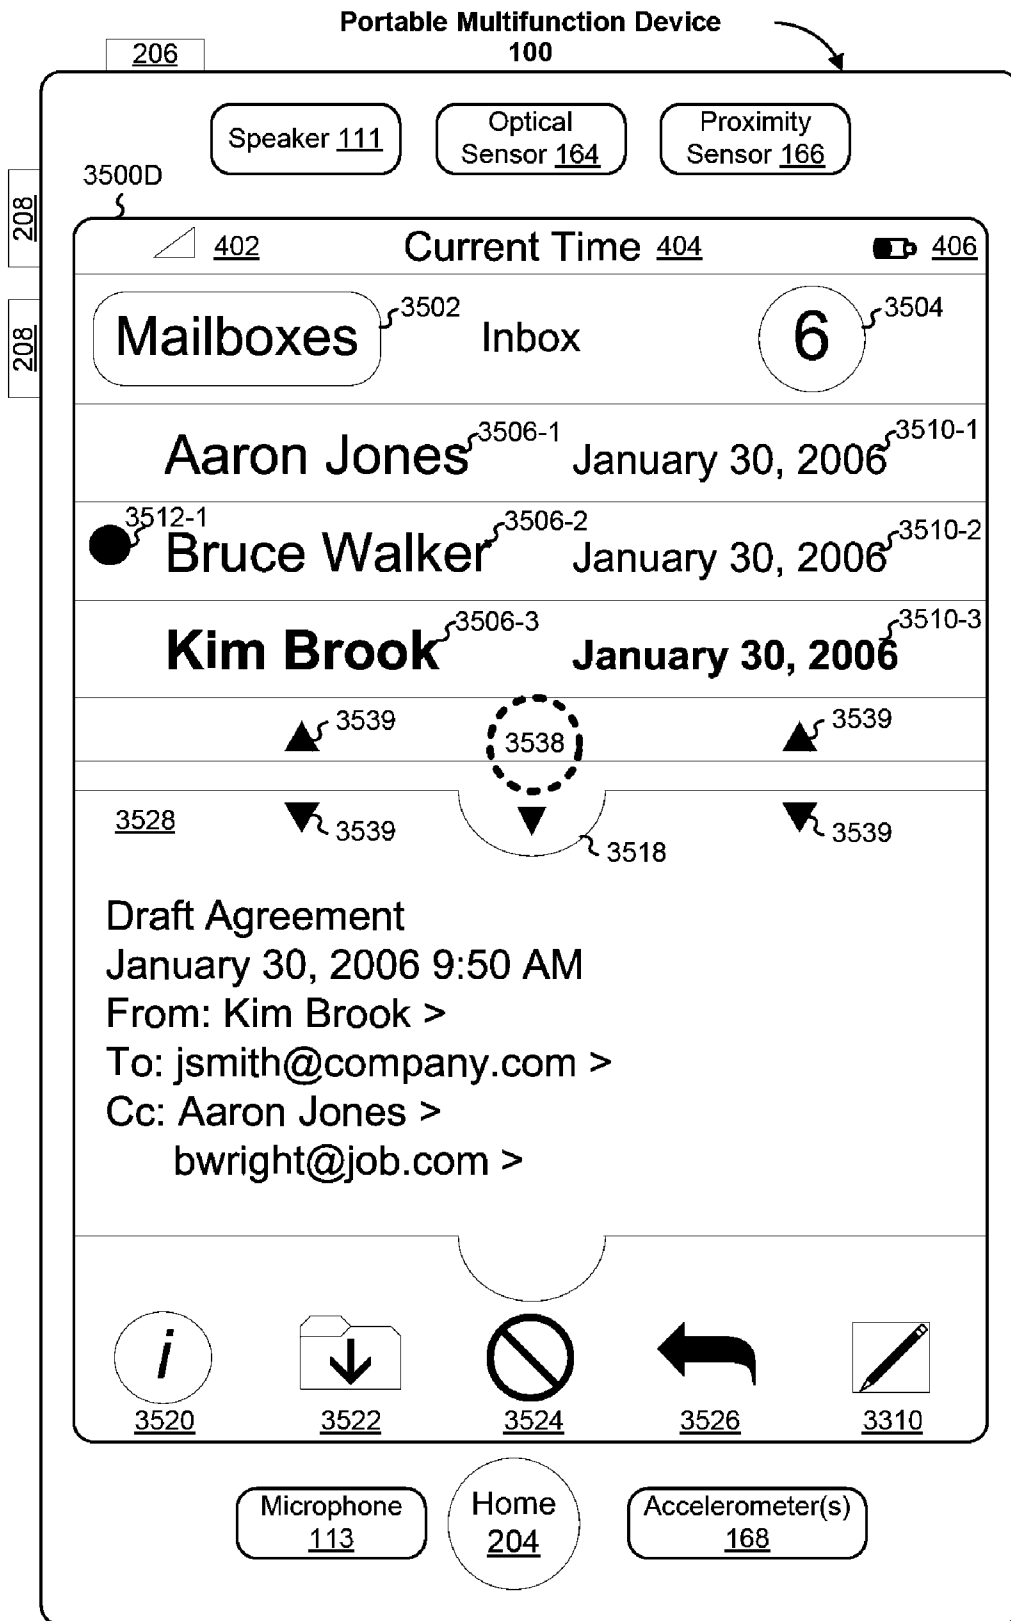 Portable Multifunction Device
100
206
Speaker 111
Optical
Sensor 164
Proximity
Sensor 166
3500D
208
208
402
Current Time 404
406
Mailboxes
3502
Inbox
6
3504
Aaron Jones
3506-1
January 30, 2006
3510-1
3512-1
Bruce Walker
3506-2
January 30, 2006
3510-2
Kim Brook
3506-3
January 30, 2006
3510-3
3539
3538
3539
3528
3539
3518
3539
Draft Agreement
January 30, 2006 9:50 AM
From: Kim Brook >
To: jsmith@company.com >
Cc: Aaron Jones >
bwright@job.com >
i
3520
3522
3524
3526
3310
Microphone
113
Home
204
Accelerometer(s)
168